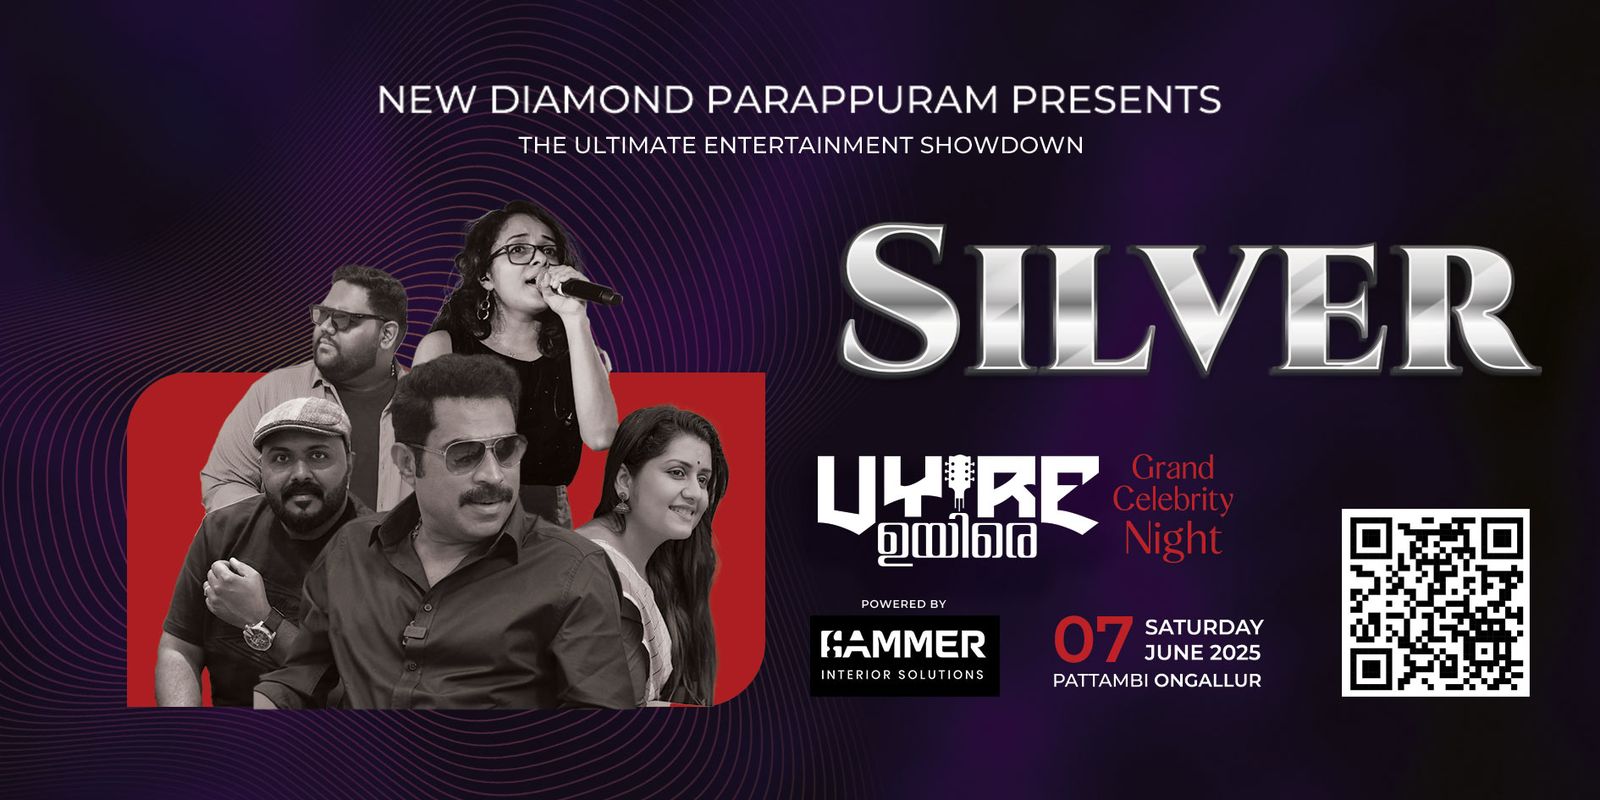 NEW DIAMOND PARAPPURAM PRESENTS
THE ULTIMATE ENTERTAINMENT SHOWDOWN
SILVER
UYIRE
ഉയിരെ
Grand
Celebrity
Night
POWERED BY
HAMMER
INTERIOR SOLUTIONS
07 SATURDAY
JUNE 2025
PATTAMBI ONGALLUR